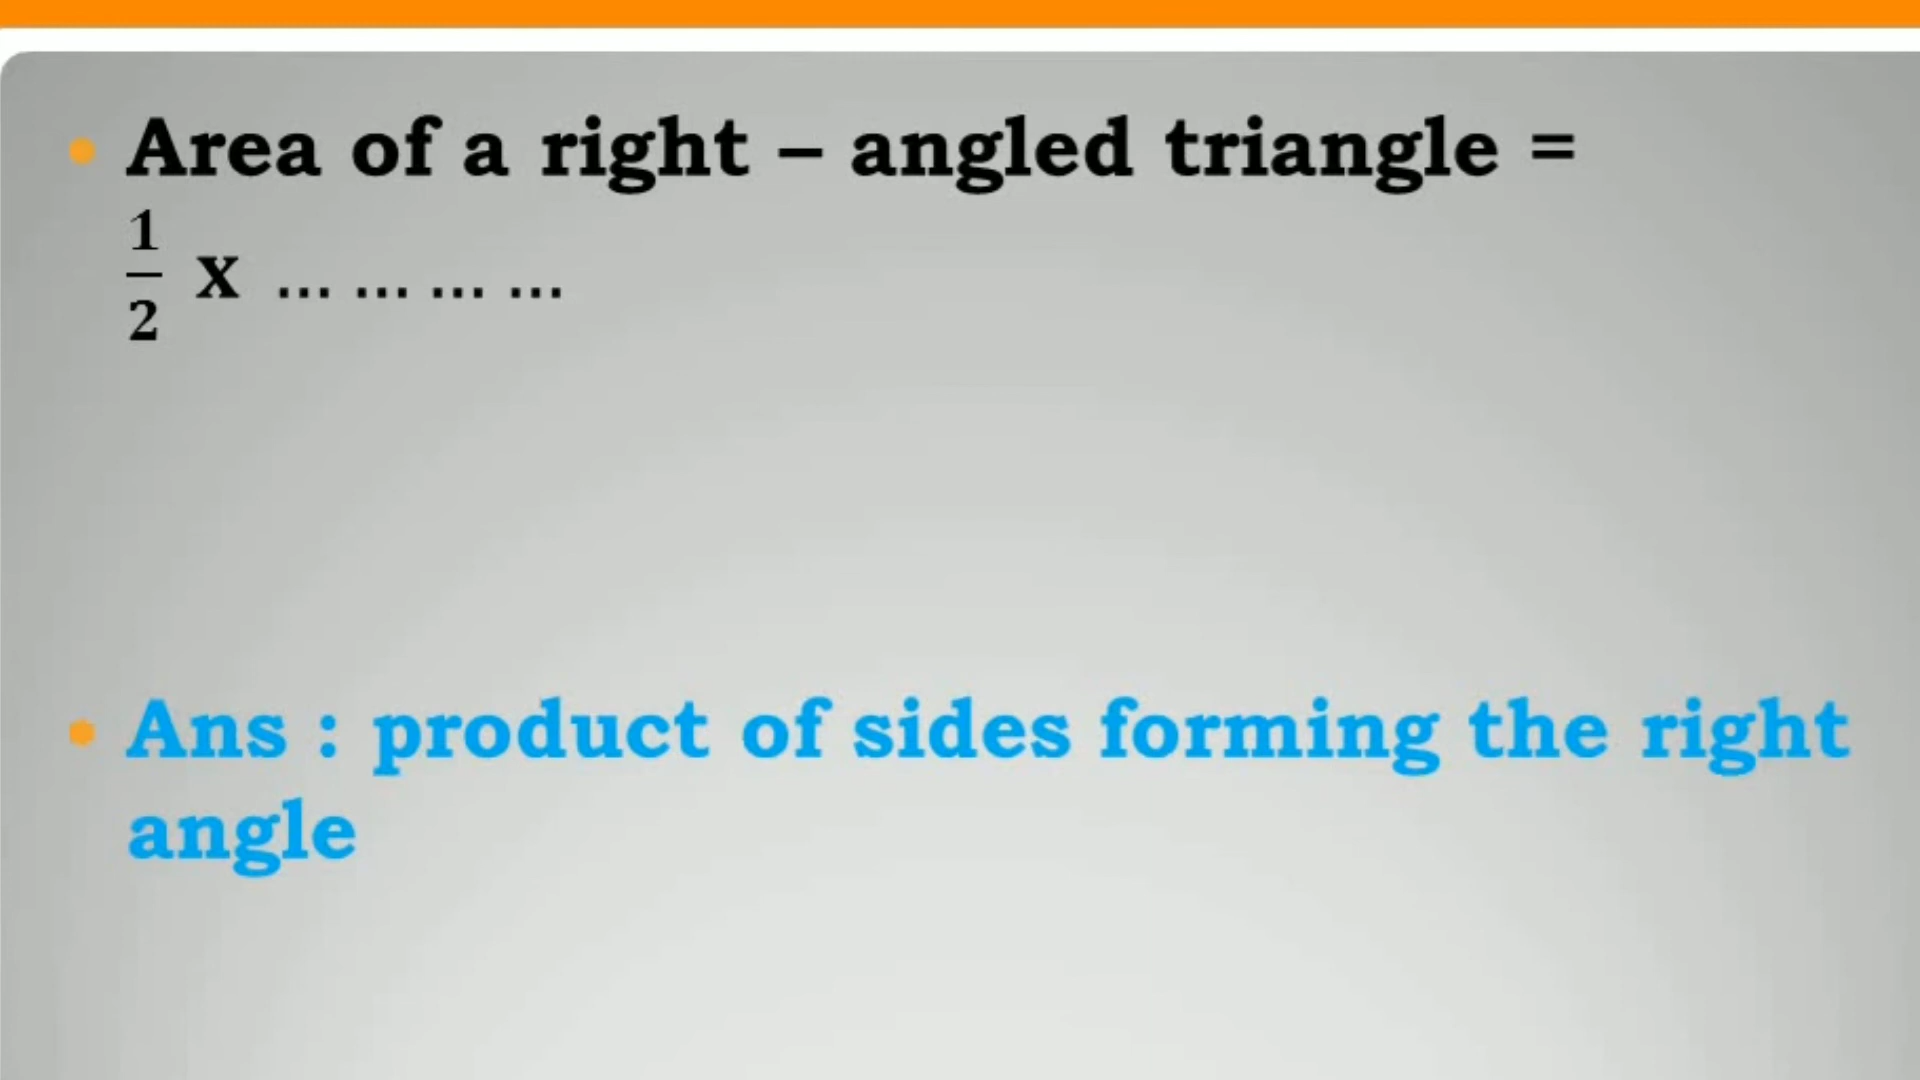 • Area of a right – angled triangle =
1/2 x ... ... ... ...
• Ans : product of sides forming the right
angle